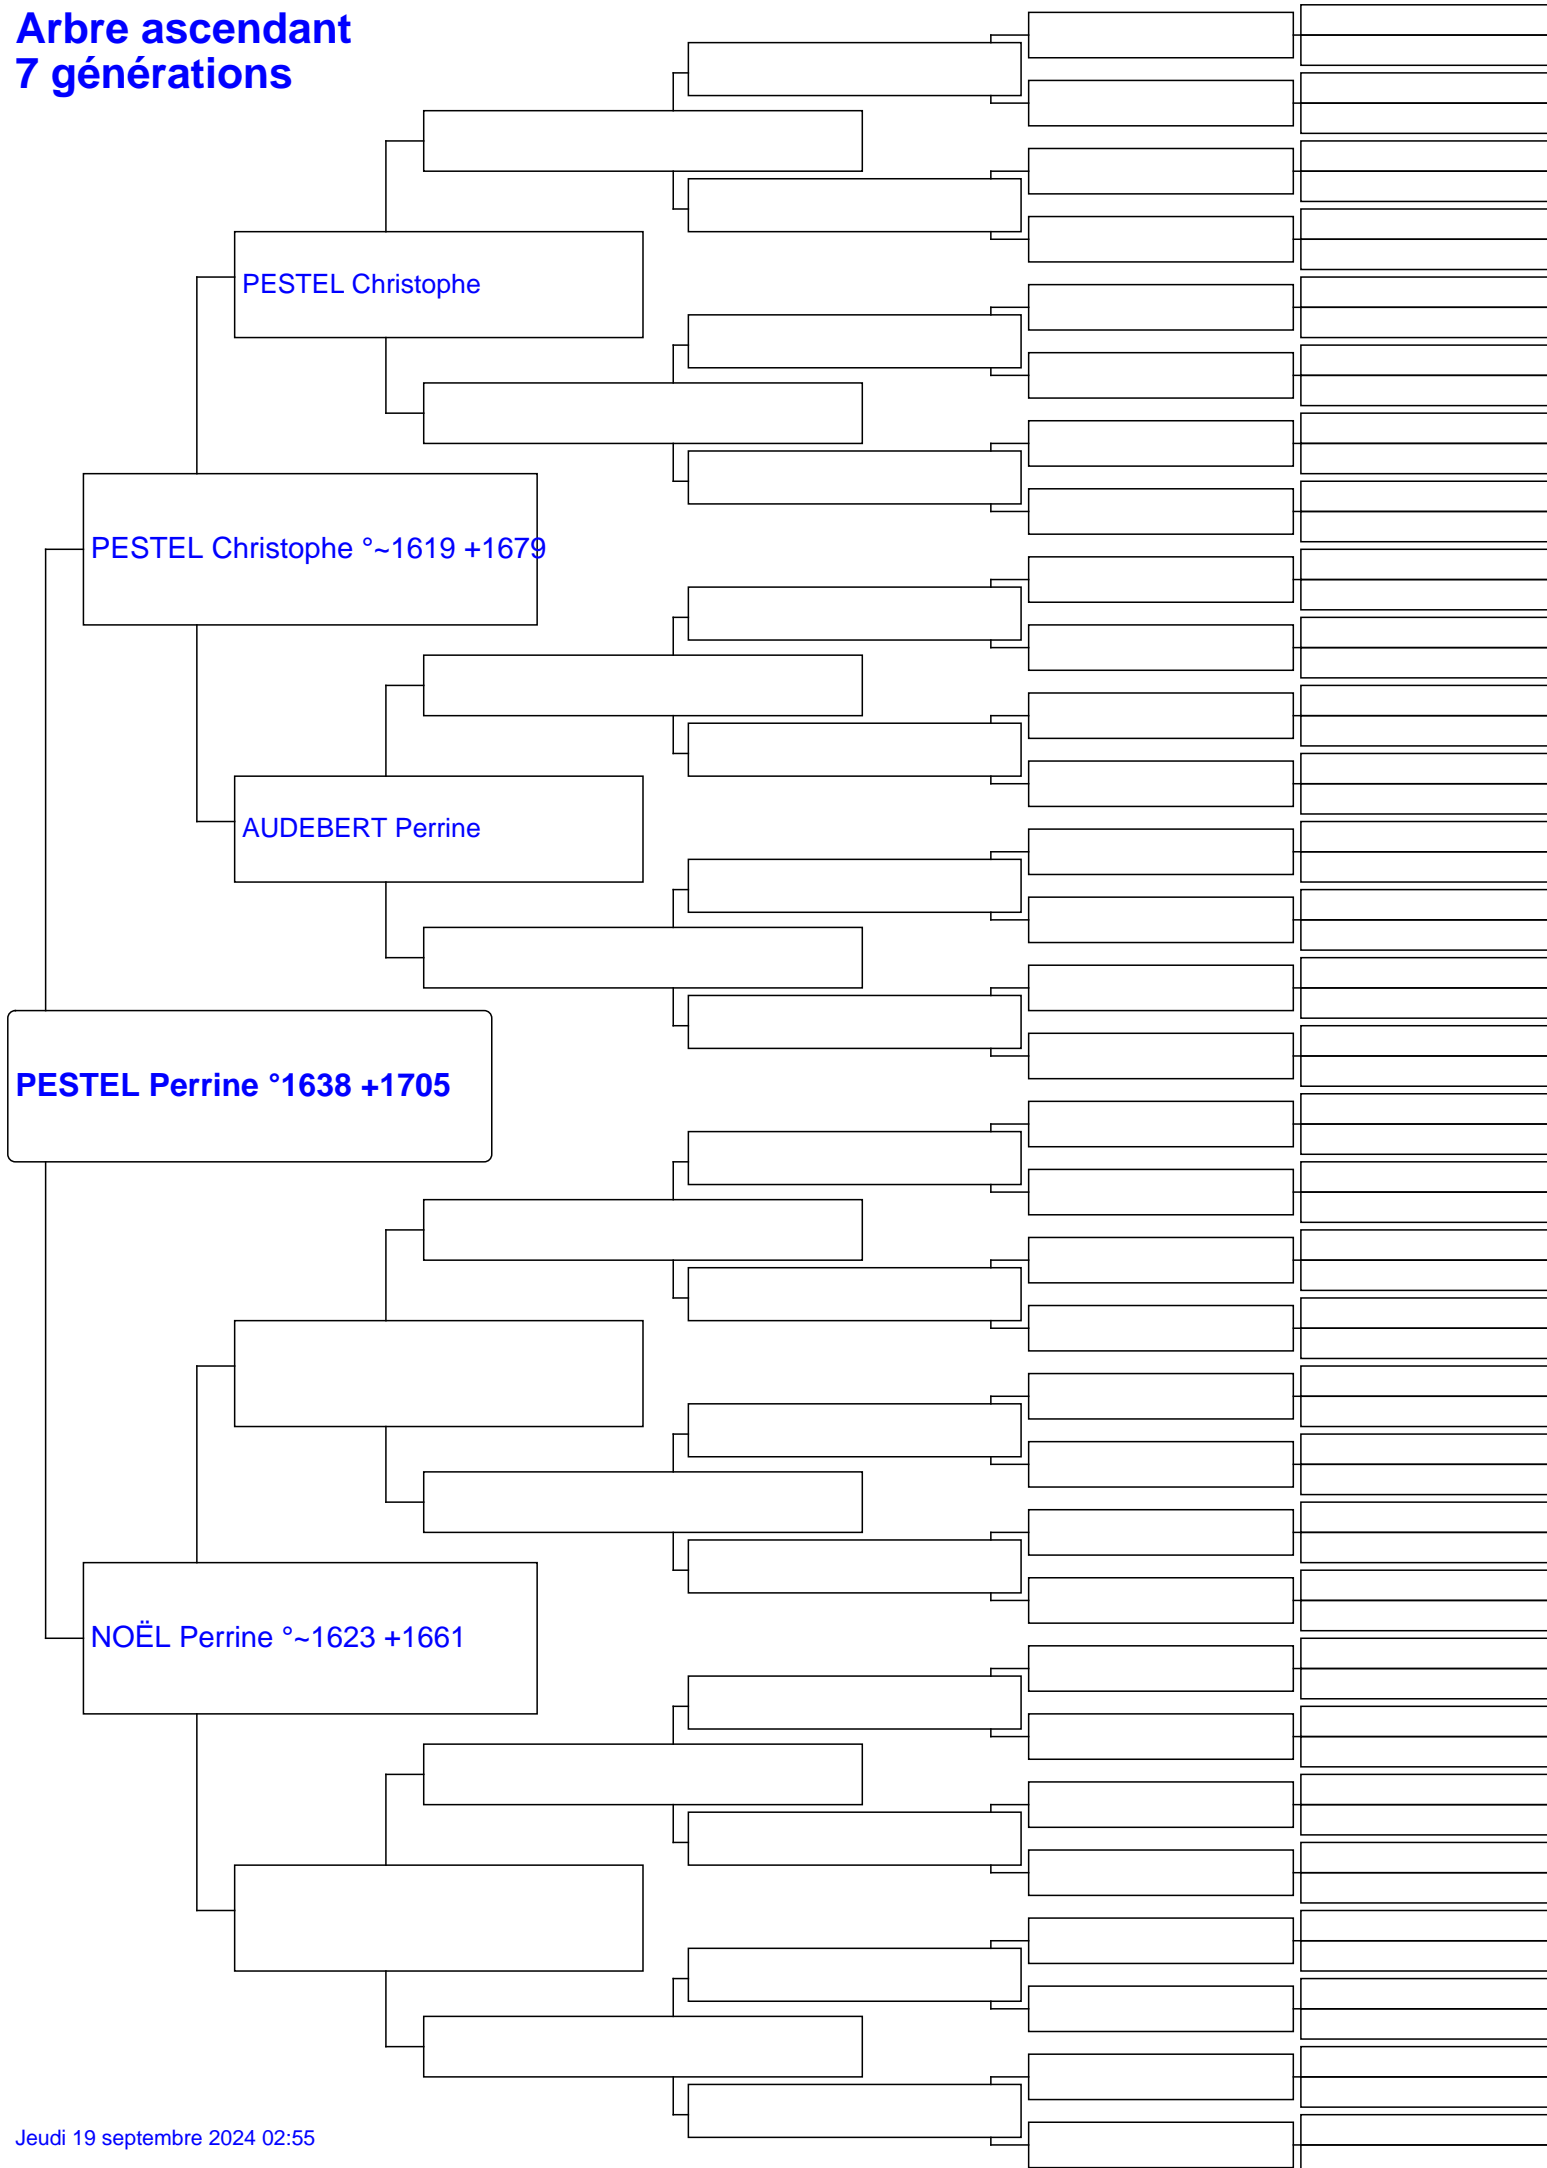 Arbre ascendant
7 générations
PESTEL Christophe
PESTEL Christophe °~1619 +1679
AUDEBERT Perrine
PESTEL Perrine °1638 +1705
NOËL Perrine °~1623 +1661
Jeudi 19 septembre 2024 02:55